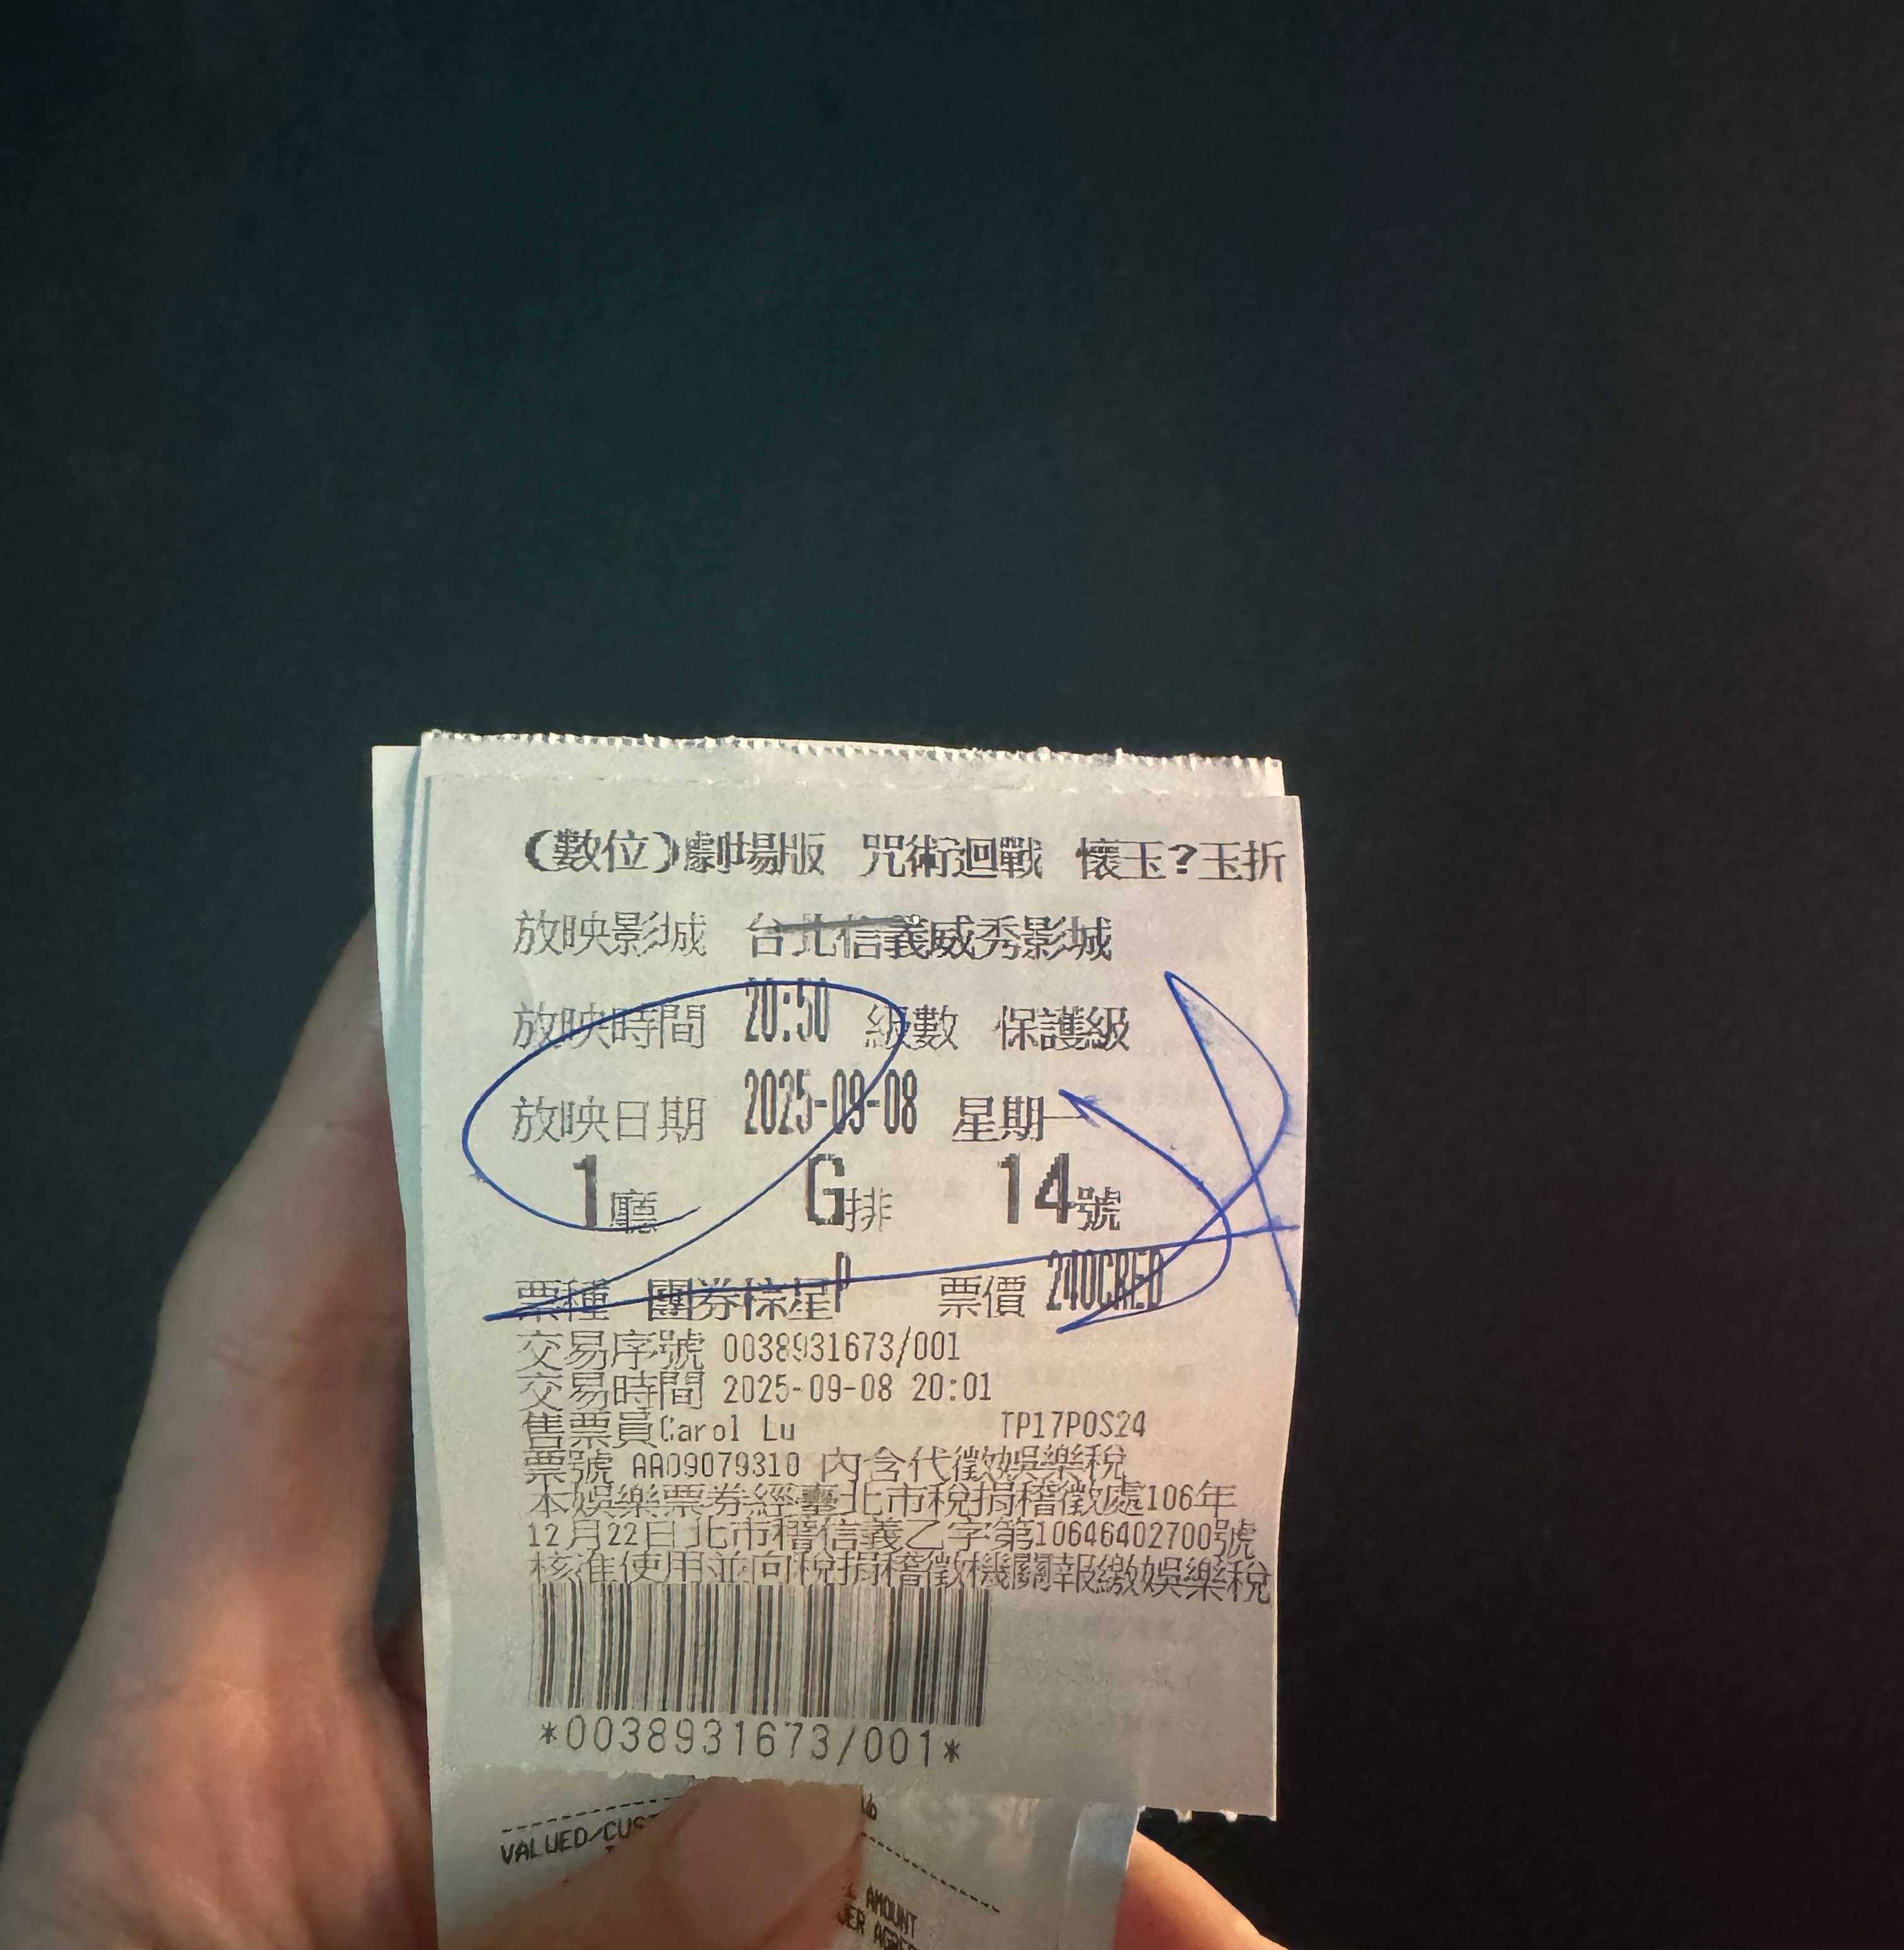 (數位)劇場版 咒術迴戰 懷玉?玉折
放映影城 台北信義威秀影城
放映時間 20:50 級數 保護級
放映日期 2025-09-08 星期一
1廳 G排 14號
票種 團券棕星P 票價 240CRED
交易序號 0038931673/001
交易時間 2025-09-08 20:01
售票員Carol Lu TP17POS24
票號 AA09079310 內含代徵娛樂稅
本娛樂票券經臺北市稅捐稽徵處106年
12月22日北市稽信義乙字第10646402700號
核准使用並向稅捐稽徵機關報繳娛樂稅
*0038931673/001*
AMOUNT